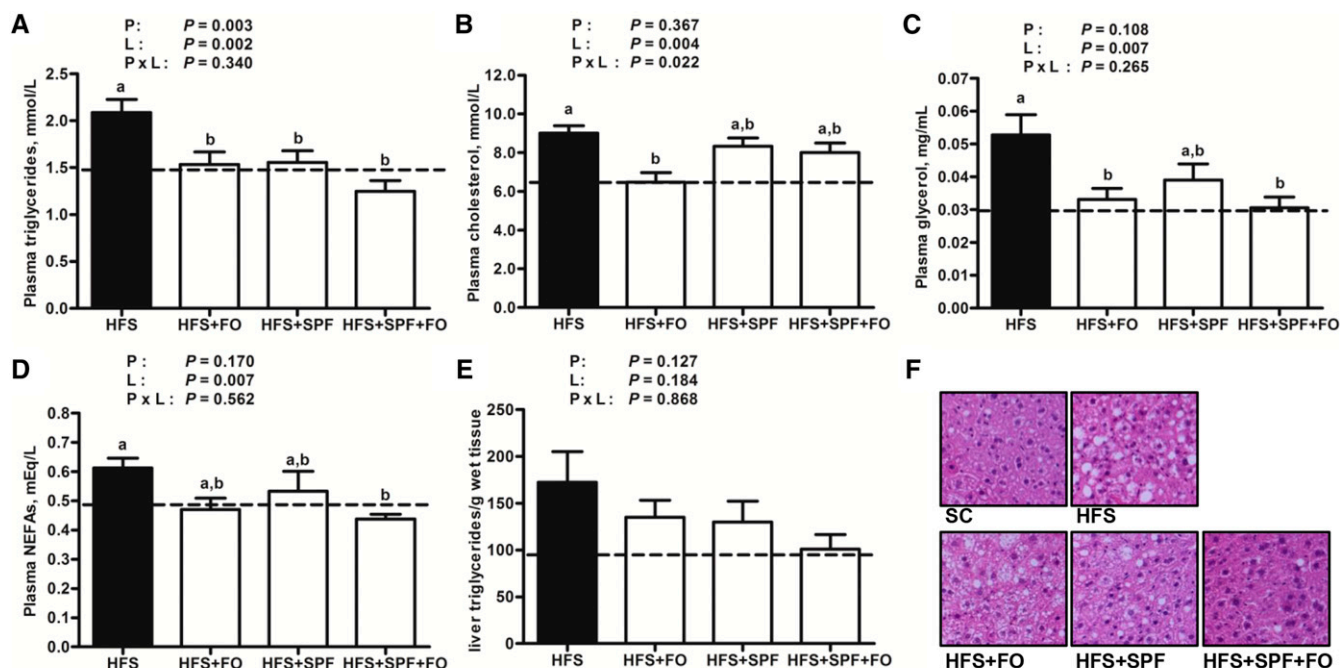 A
P : P = 0.003
L : P = 0.002
P x L : P = 0.340
Plasma triglycerides, mmol/L
2.5
2.0
1.5
1.0
0.5
0.0
a
b
b
b
HFS
HFS+FO
HFS+SPF
HFS+SPF+FO
B
P : P = 0.367
L : P = 0.004
P x L : P = 0.022
Plasma cholesterol, mmol/L
12.0
10.0
8.0
6.0
4.0
2.0
0.0
a
b
a,b
a,b
HFS
HFS+FO
HFS+SPF
HFS+SPF+FO
C
P : P = 0.108
L : P = 0.007
P x L : P = 0.265
Plasma glycerol, mg/mL
0.07
0.06
0.05
0.04
0.03
0.02
0.01
0.00
a
b
a,b
b
HFS
HFS+FO
HFS+SPF
HFS+SPF+FO
D
P : P = 0.170
L : P = 0.007
P x L : P = 0.562
Plasma NEFAs, mEq/L
0.8
0.7
0.6
0.5
0.4
0.3
0.2
0.1
0.0
a
a,b
a,b
b
HFS
HFS+FO
HFS+SPF
HFS+SPF+FO
E
P : P = 0.127
L : P = 0.184
P x L : P = 0.868
liver triglycerides/g wet tissue
250
200
150
100
50
0
HFS
HFS+FO
HFS+SPF
HFS+SPF+FO
F
SC
HFS
HFS+FO
HFS+SPF
HFS+SPF+FO